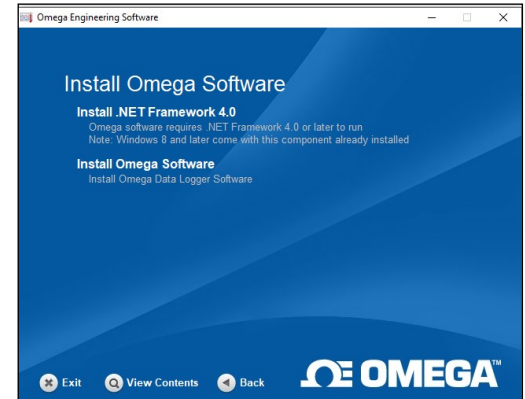 Omega Engineering Software
Install Omega Software
Install .NET Framework 4.0
Omega software requires .NET Framework 4.0 or later to run
Note: Windows 8 and later come with this component already installed
Install Omega Software
Install Omega Data Logger Software
Exit
View Contents
Back
ΩE OMEGA™